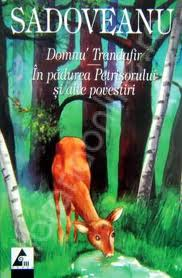 SADOVEANU
Domnu' Trandafir
În pădurea Petrişorului
şi alte povestiri